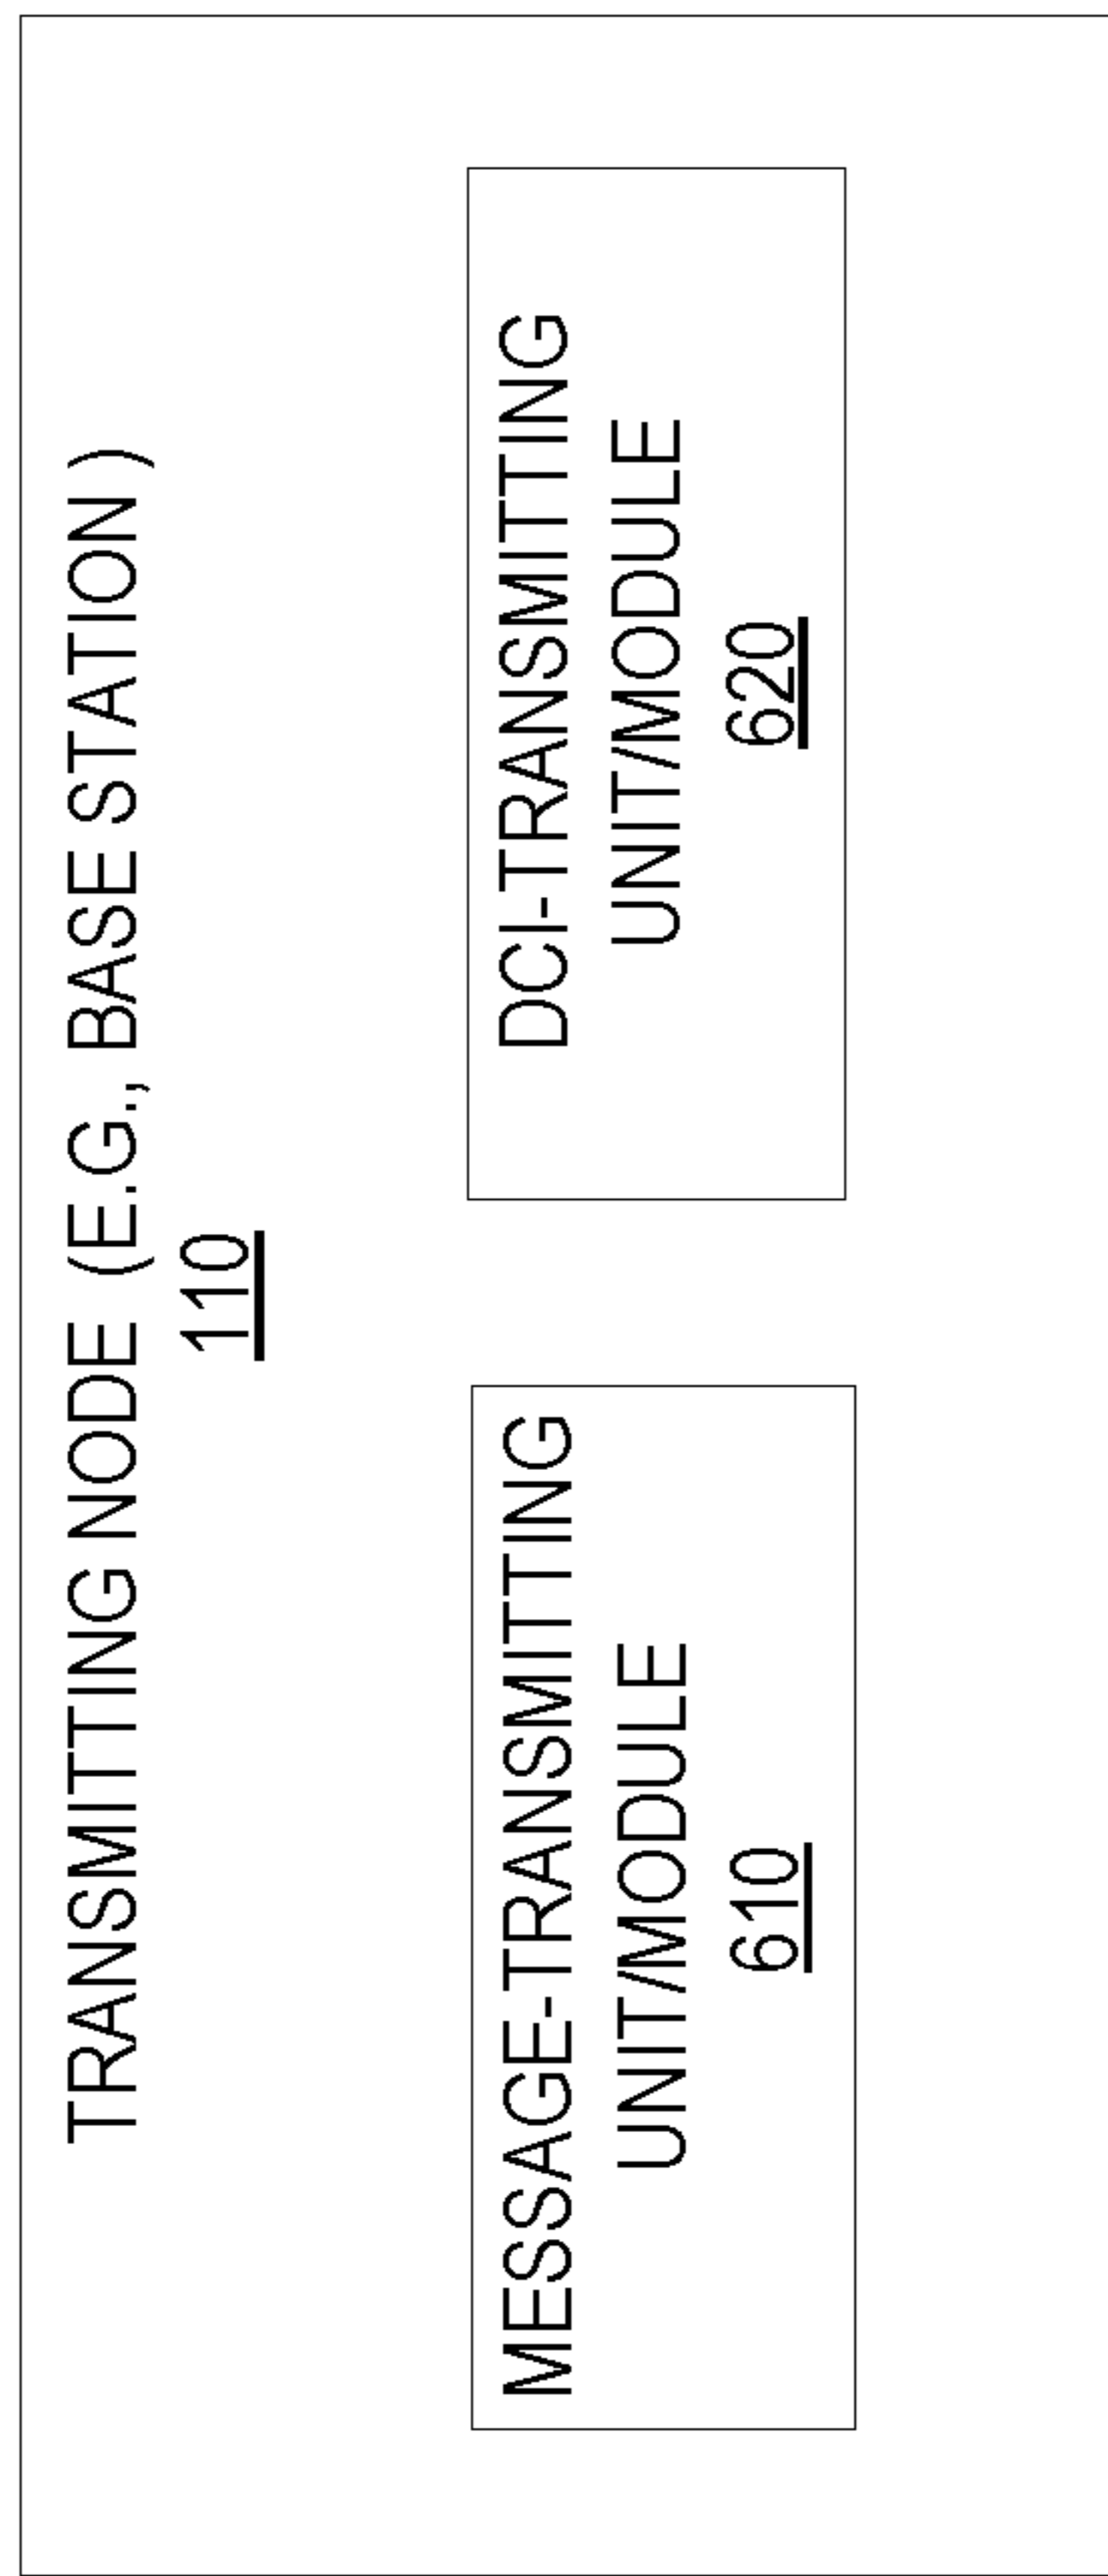 TRANSMITTING NODE (E.G., BASE STATION )
110
MESSAGE-TRANSMITTING
UNIT/MODULE
610
DCI-TRANSMITTING
UNIT/MODULE
620